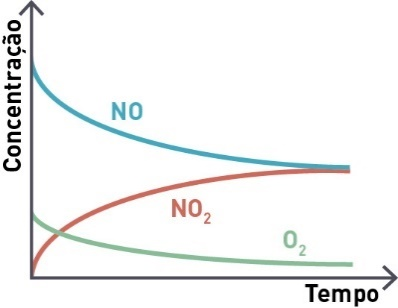 Concentração
NO
NO₂
O₂
Tempo